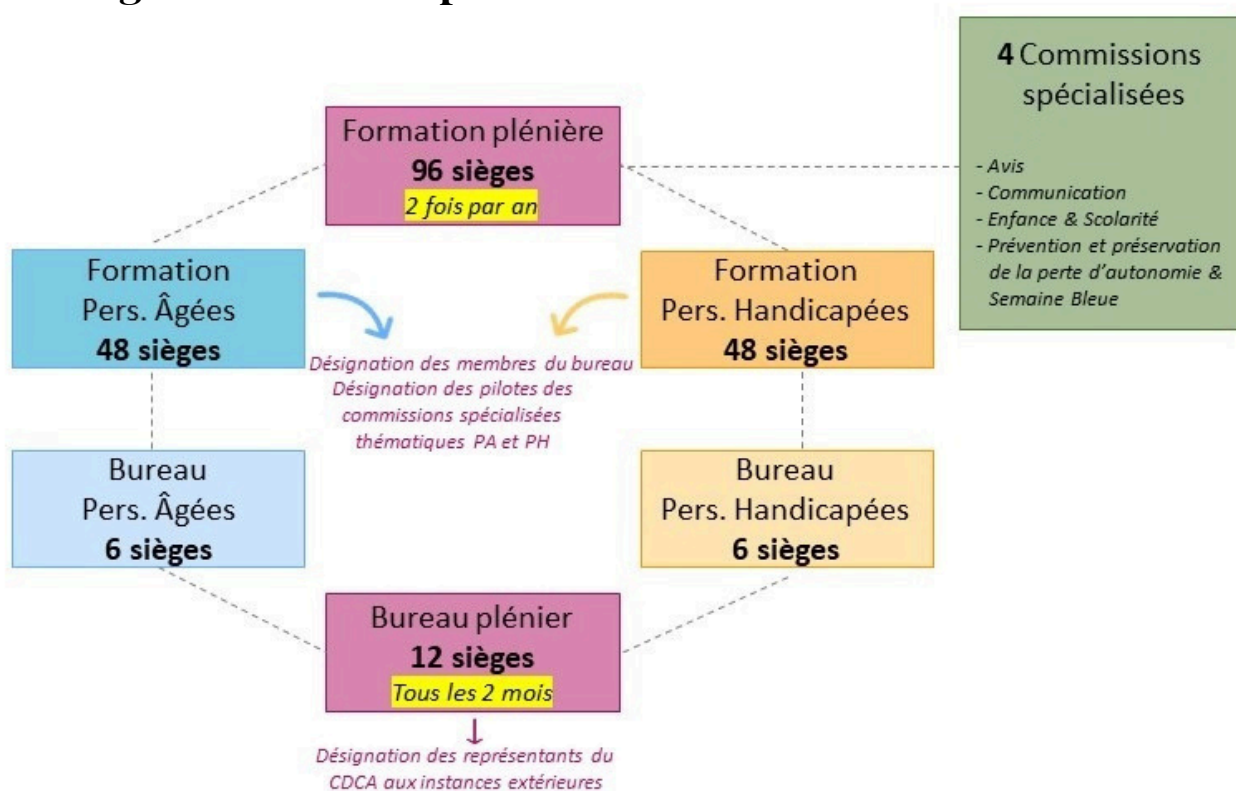 4 Commissions
spécialisées
- Avis
- Communication
- Enfance & Scolarité
- Prévention et préservation
de la perte d'autonomie &
Semaine Bleue
Formation plénière
96 sièges
2 fois par an
Formation
Pers. Âgées
48 sièges
Formation
Pers. Handicapées
48 sièges
Désignation des membres du bureau
Désignation des pilotes des
commissions spécialisées
thématiques PA et PH
Bureau
Pers. Âgées
6 sièges
Bureau
Pers. Handicapées
6 sièges
Bureau plénier
12 sièges
Tous les 2 mois
Désignation des représentants du
CDCA aux instances extérieures